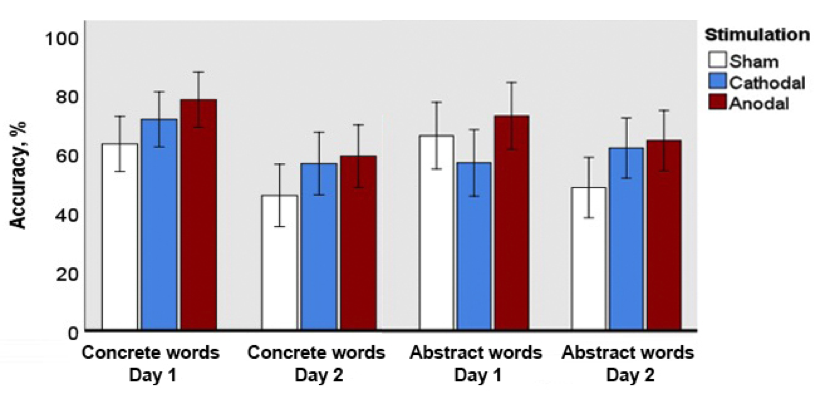 Accuracy, %
100
80
60
40
20
0
Concrete words
Day 1
Concrete words
Day 2
Abstract words
Day 1
Abstract words
Day 2
Stimulation
Sham
Cathodal
Anodal